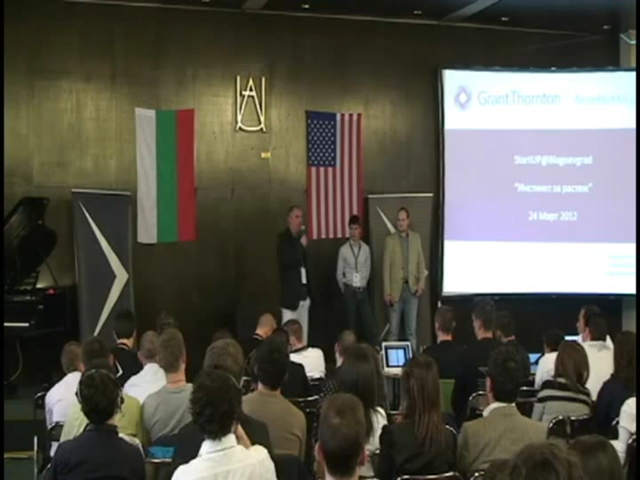 Grant Thornton
StartUP@Blagoevgrad
"Инстинкт за растеж"
24 Март 2012